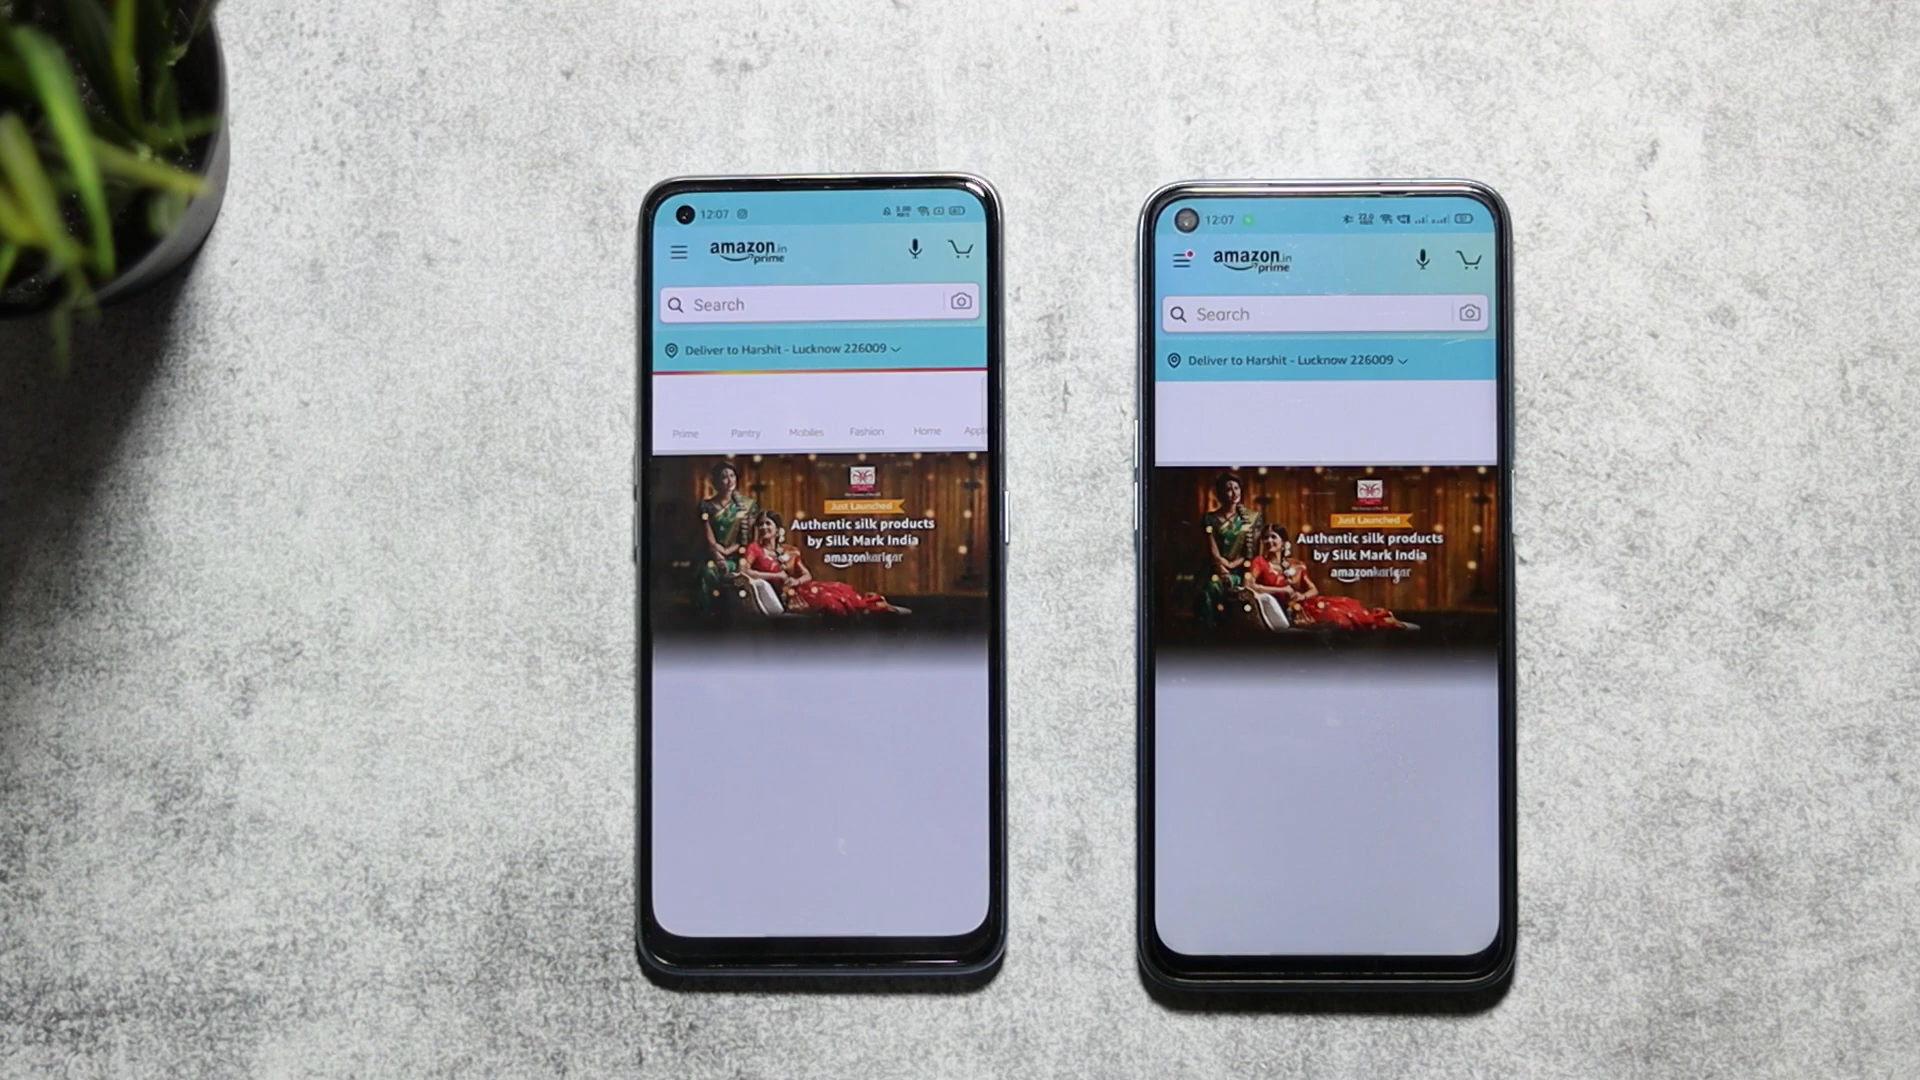 12:07
amazon.in
prime
Search
Deliver to Harshit - Lucknow 226009
Prime Pantry Mobiles Fashion Home Appl
Just Launched
Authentic silk products
by Silk Mark India
amazonkarigar
12:07
amazon.in
prime
Search
Deliver to Harshit - Lucknow 226009
Just Launched
Authentic silk products
by Silk Mark India
amazonkarigar